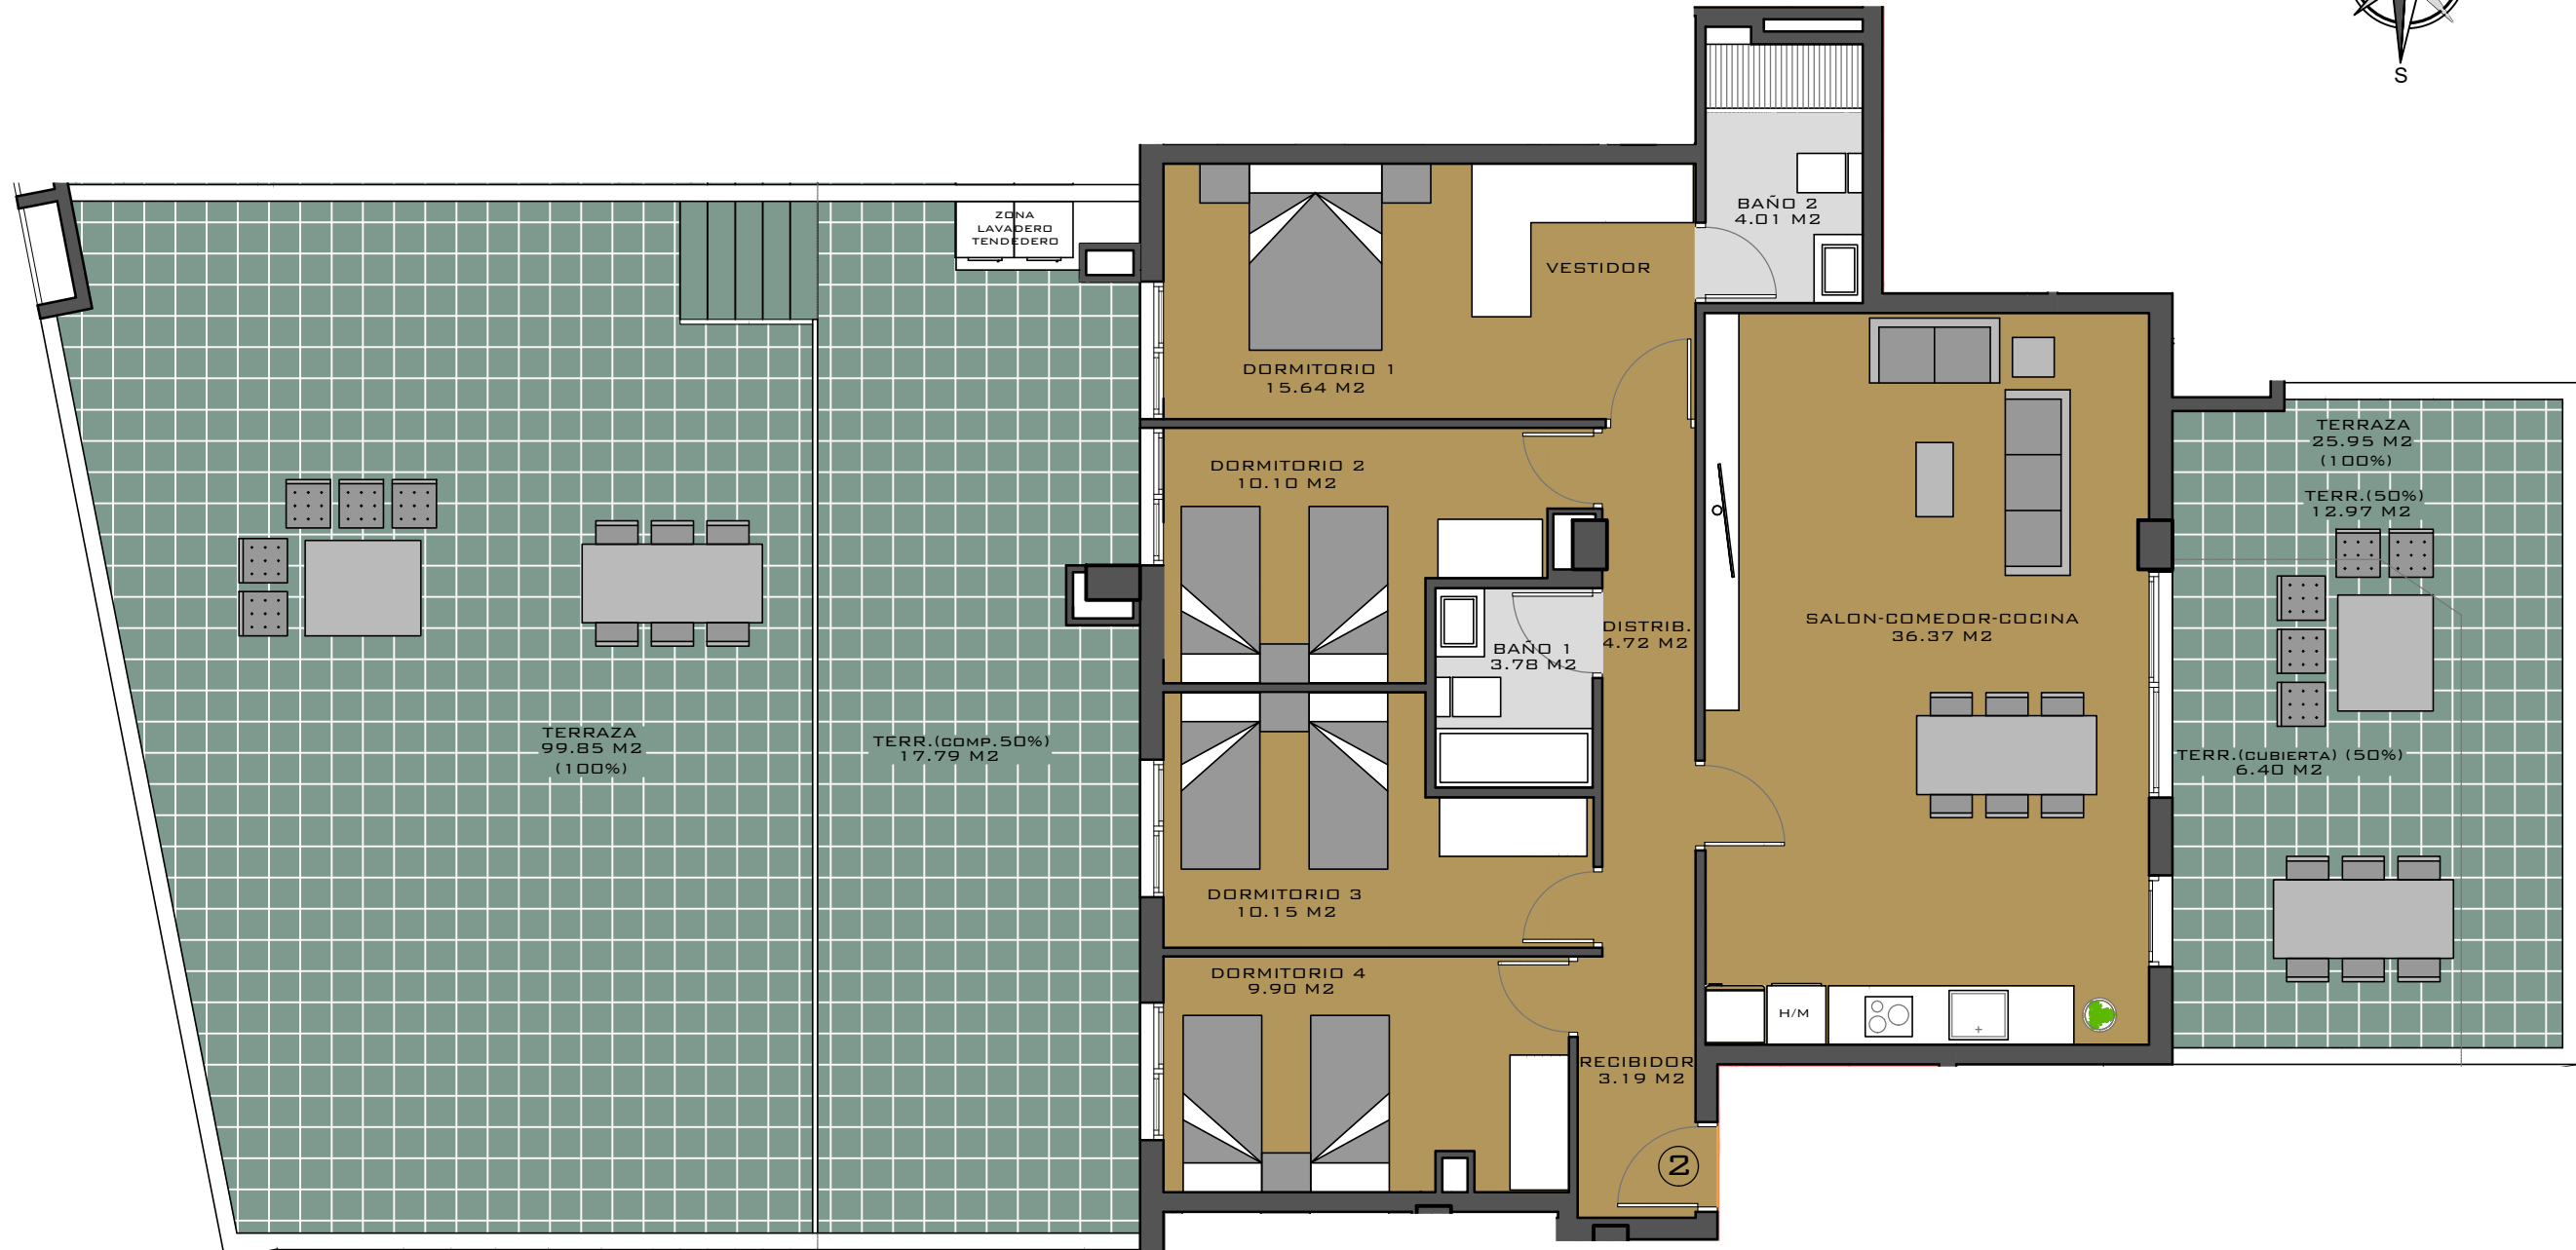 S
ZONA
LAVADERO
TENDEDERO
BAÑO 2
4.01 M2
VESTIDOR
DORMITORIO 1
15.64 M2
TERRAZA
25.95 M2
(100%)
DORMITORIO 2
10.10 M2
TERR.(50%)
12.97 M2
SALON-COMEDOR-COCINA
36.37 M2
DISTRIB.
4.72 M2
BAÑO 1
3.78 M2
TERRAZA
99.85 M2
(100%)
TERR.(COMP.50%)
17.79 M2
TERR.(CUBIERTA) (50%)
6.40 M2
DORMITORIO 3
10.15 M2
DORMITORIO 4
9.90 M2
H/M
RECIBIDOR
3.19 M2
2